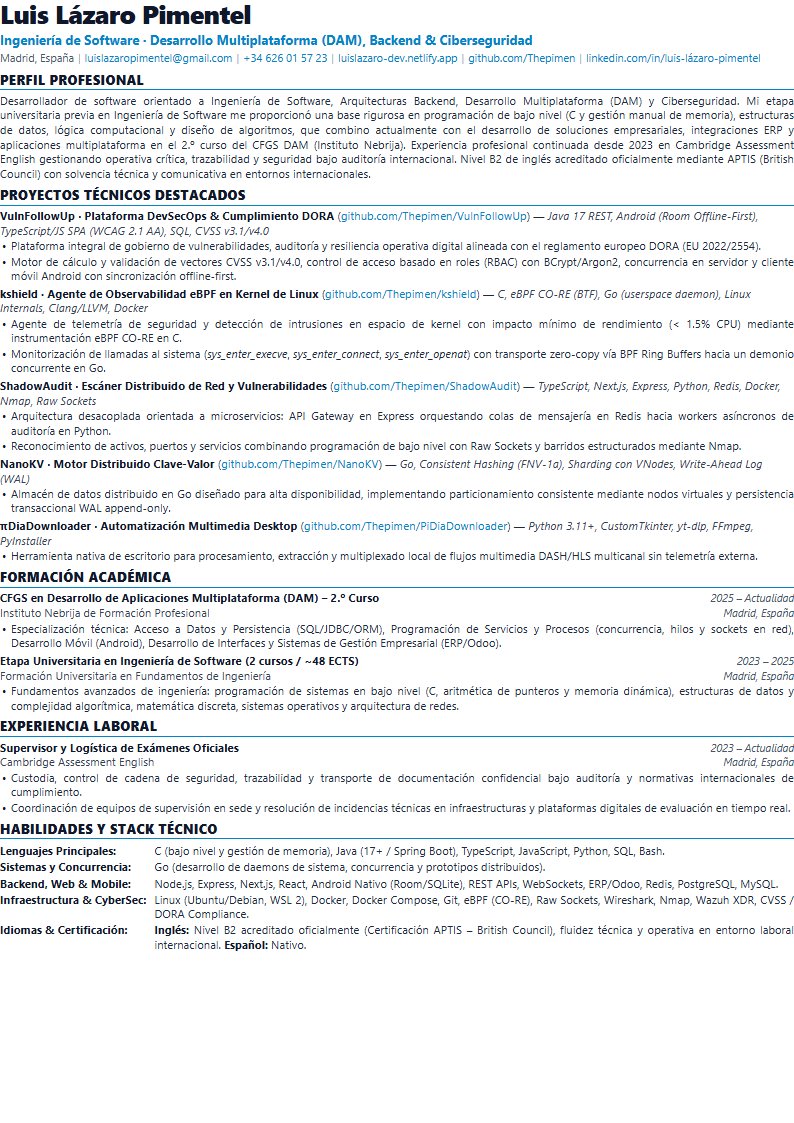 Luis Lázaro Pimentel
Ingeniería de Software · Desarrollo Multiplataforma (DAM), Backend & Ciberseguridad
Madrid, España | luislazaropimentel@gmail.com | +34 626 01 57 23 | luislazaro-dev.netlify.app | github.com/Thepimen | linkedin.com/in/luis-lázaro-pimentel
PERFIL PROFESIONAL
Desarrollador de software orientado a Ingeniería de Software, Arquitecturas Backend, Desarrollo Multiplataforma (DAM) y Ciberseguridad. Mi etapa
universitaria previa en Ingeniería de Software me proporcionó una base rigurosa en programación de bajo nivel (C y gestión manual de memoria), estructuras
de datos, lógica computacional y diseño de algoritmos, que combino actualmente con el desarrollo de soluciones empresariales, integraciones ERP y
aplicaciones multiplataforma en el 2.º curso del CFGS DAM (Instituto Nebrija). Experiencia profesional continuada desde 2023 en Cambridge Assessment
English gestionando operativa crítica, trazabilidad y seguridad bajo auditoría internacional. Nivel B2 de inglés acreditado oficialmente mediante APTIS (British
Council) con solvencia técnica y comunicativa en entornos internacionales.
PROYECTOS TÉCNICOS DESTACADOS
VulnFollowUp · Plataforma DevSecOps & Cumplimiento DORA (github.com/Thepimen/VulnFollowUp) — Java 17 REST, Android (Room Offline-First),
TypeScript/JS SPA (WCAG 2.1 AA), SQL, CVSS v3.1/v4.0
• Plataforma integral de gobierno de vulnerabilidades, auditoría y resiliencia operativa digital alineada con el reglamento europeo DORA (EU 2022/2554).
• Motor de cálculo y validación de vectores CVSS v3.1/v4.0, control de acceso basado en roles (RBAC) con BCrypt/Argon2, concurrencia en servidor y cliente
móvil Android con sincronización offline-first.
kshield · Agente de Observabilidad eBPF en Kernel de Linux (github.com/Thepimen/kshield) — C, eBPF CO-RE (BTF), Go (userspace daemon), Linux
Internals, Clang/LLVM, Docker
• Agente de telemetría de seguridad y detección de intrusiones en espacio de kernel con impacto mínimo de rendimiento (< 1.5% CPU) mediante
instrumentación eBPF CO-RE en C.
• Monitorización de llamadas al sistema (sys_enter_execve, sys_enter_connect, sys_enter_openat) con transporte zero-copy vía BPF Ring Buffers hacia un demonio
concurrente en Go.
ShadowAudit · Escáner Distribuido de Red y Vulnerabilidades (github.com/Thepimen/ShadowAudit) — TypeScript, Next.js, Express, Python, Redis, Docker,
Nmap, Raw Sockets
• Arquitectura desacoplada orientada a microservicios: API Gateway en Express orquestando colas de mensajería en Redis hacia workers asíncronos de
auditoría en Python.
• Reconocimiento de activos, puertos y servicios combinando programación de bajo nivel con Raw Sockets y barridos estructurados mediante Nmap.
NanoKV · Motor Distribuido Clave-Valor (github.com/Thepimen/NanoKV) — Go, Consistent Hashing (FNV-1a), Sharding con VNodes, Write-Ahead Log
(WAL)
• Almacén de datos distribuido en Go diseñado para alta disponibilidad, implementando particionamiento consistente mediante nodos virtuales y persistencia
transaccional WAL append-only.
πDiaDownloader · Automatización Multimedia Desktop (github.com/Thepimen/PiDiaDownloader) — Python 3.11+, CustomTkinter, yt-dlp, FFmpeg,
PyInstaller
• Herramienta nativa de escritorio para procesamiento, extracción y multiplexado local de flujos multimedia DASH/HLS multicanal sin telemetría externa.
FORMACIÓN ACADÉMICA
CFGS en Desarrollo de Aplicaciones Multiplataforma (DAM) – 2.º Curso 2025 – Actualidad
Instituto Nebrija de Formación Profesional Madrid, España
• Especialización técnica: Acceso a Datos y Persistencia (SQL/JDBC/ORM), Programación de Servicios y Procesos (concurrencia, hilos y sockets en red),
Desarrollo Móvil (Android), Desarrollo de Interfaces y Sistemas de Gestión Empresarial (ERP/Odoo).
Etapa Universitaria en Ingeniería de Software (2 cursos / ~48 ECTS) 2023 – 2025
Formación Universitaria en Fundamentos de Ingeniería Madrid, España
• Fundamentos avanzados de ingeniería: programación de sistemas en bajo nivel (C, aritmética de punteros y memoria dinámica), estructuras de datos y
complejidad algorítmica, matemática discreta, sistemas operativos y arquitectura de redes.
EXPERIENCIA LABORAL
Supervisor y Logística de Exámenes Oficiales 2023 – Actualidad
Cambridge Assessment English Madrid, España
• Custodia, control de cadena de seguridad, trazabilidad y transporte de documentación confidencial bajo auditoría y normativas internacionales de
cumplimiento.
• Coordinación de equipos de supervisión en sede y resolución de incidencias técnicas en infraestructuras y plataformas digitales de evaluación en tiempo real.
HABILIDADES Y STACK TÉCNICO
Lenguajes Principales: C (bajo nivel y gestión de memoria), Java (17+ / Spring Boot), TypeScript, JavaScript, Python, SQL, Bash.
Sistemas y Concurrencia: Go (desarrollo de daemons de sistema, concurrencia y prototipos distribuidos).
Backend, Web & Mobile: Node.js, Express, Next.js, React, Android Nativo (Room/SQLite), REST APIs, WebSockets, ERP/Odoo, Redis, PostgreSQL, MySQL.
Infraestructura & CyberSec: Linux (Ubuntu/Debian, WSL 2), Docker, Docker Compose, Git, eBPF (CO-RE), Raw Sockets, Wireshark, Nmap, Wazuh XDR, CVSS /
DORA Compliance.
Idiomas & Certificación: Inglés: Nivel B2 acreditado oficialmente (Certificación APTIS – British Council), fluidez técnica y operativa en entorno laboral
internacional. Español: Nativo.